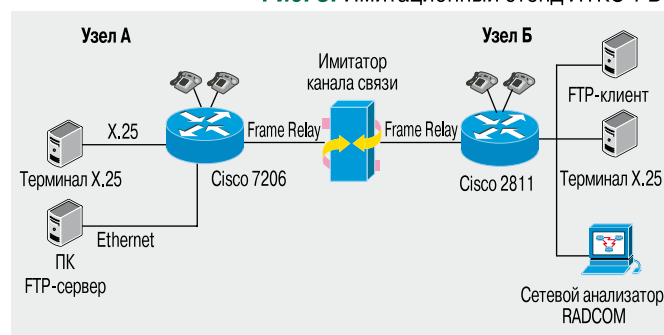 Узел А
Узел Б
Имитатор
канала связи
FTP-клиент
X.25
Frame Relay
Frame Relay
Терминал X.25
Cisco 7206
Cisco 2811
Терминал X.25
Ethernet
ПК
FTP-сервер
Сетевой анализатор
RADCOM